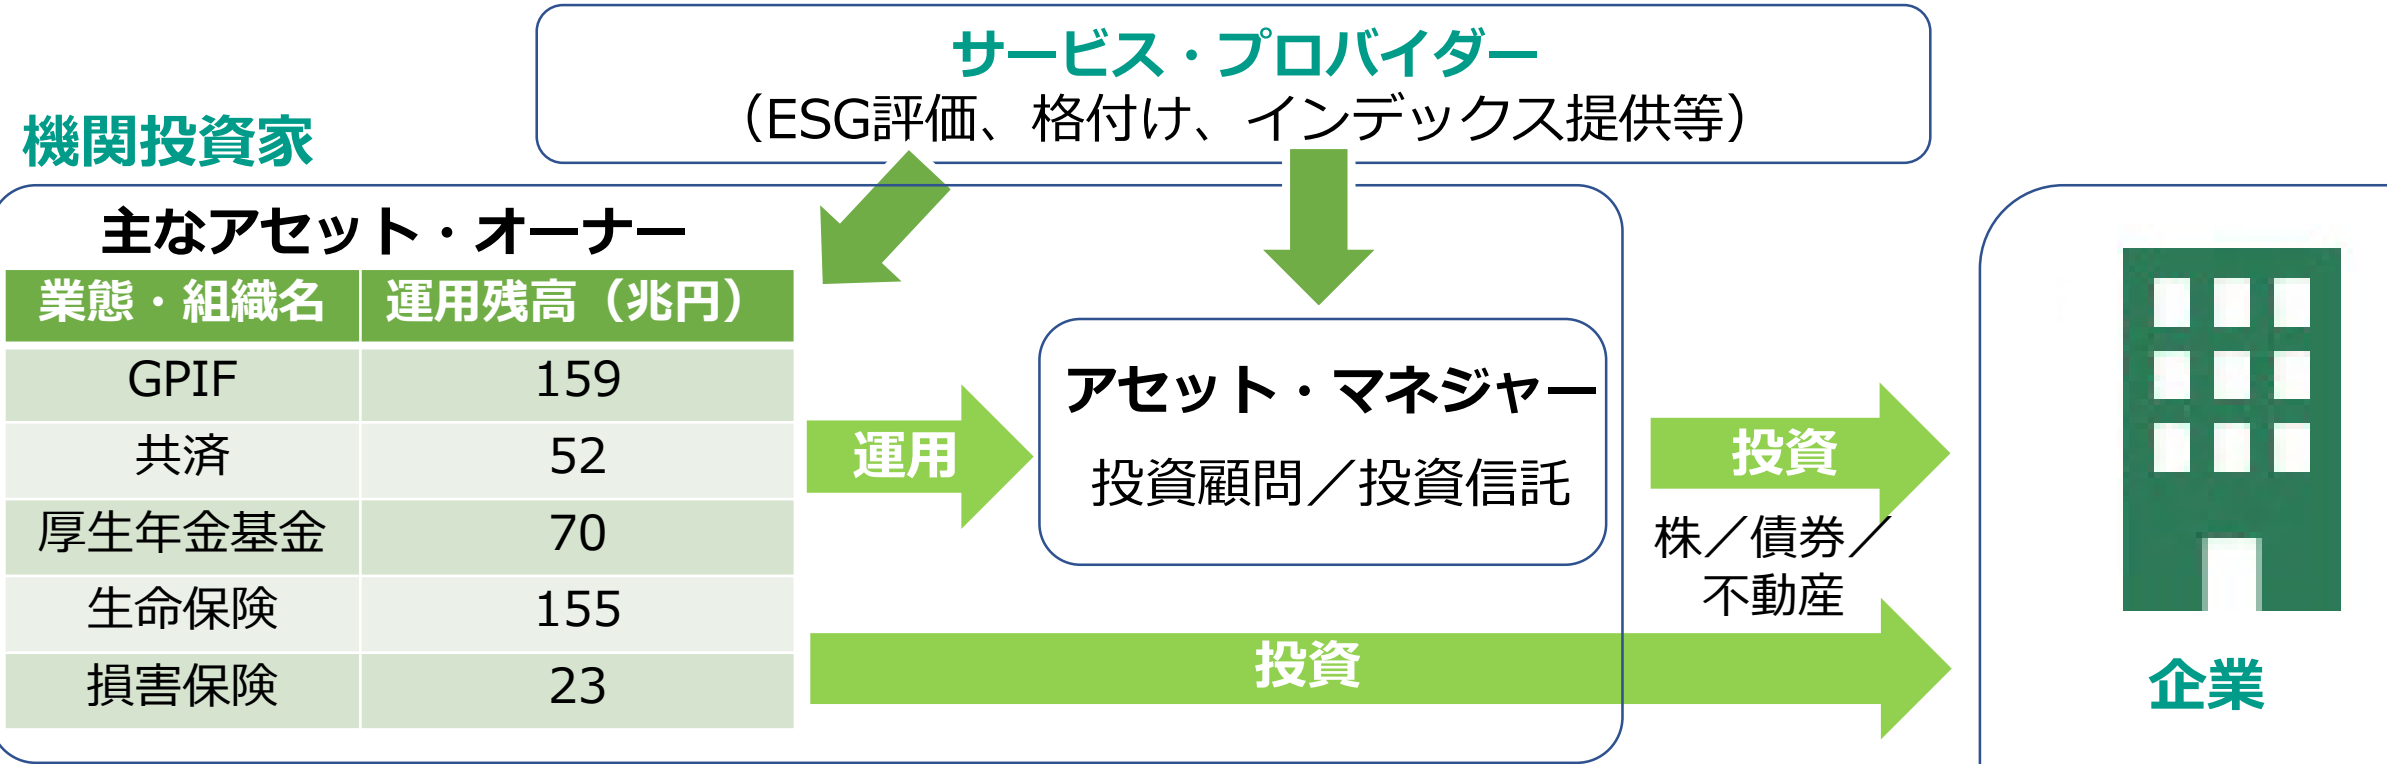 サービス・プロバイダー
（ESG評価、格付け、インデックス提供等）
機関投資家
主なアセット・オーナー
業態・組織名 運用残高（兆円）
GPIF 159
共済 52
厚生年金基金 70
生命保険 155
損害保険 23
運用
アセット・マネジャー
投資顧問／投資信託
投資
株／債券／
不動産
投資
企業